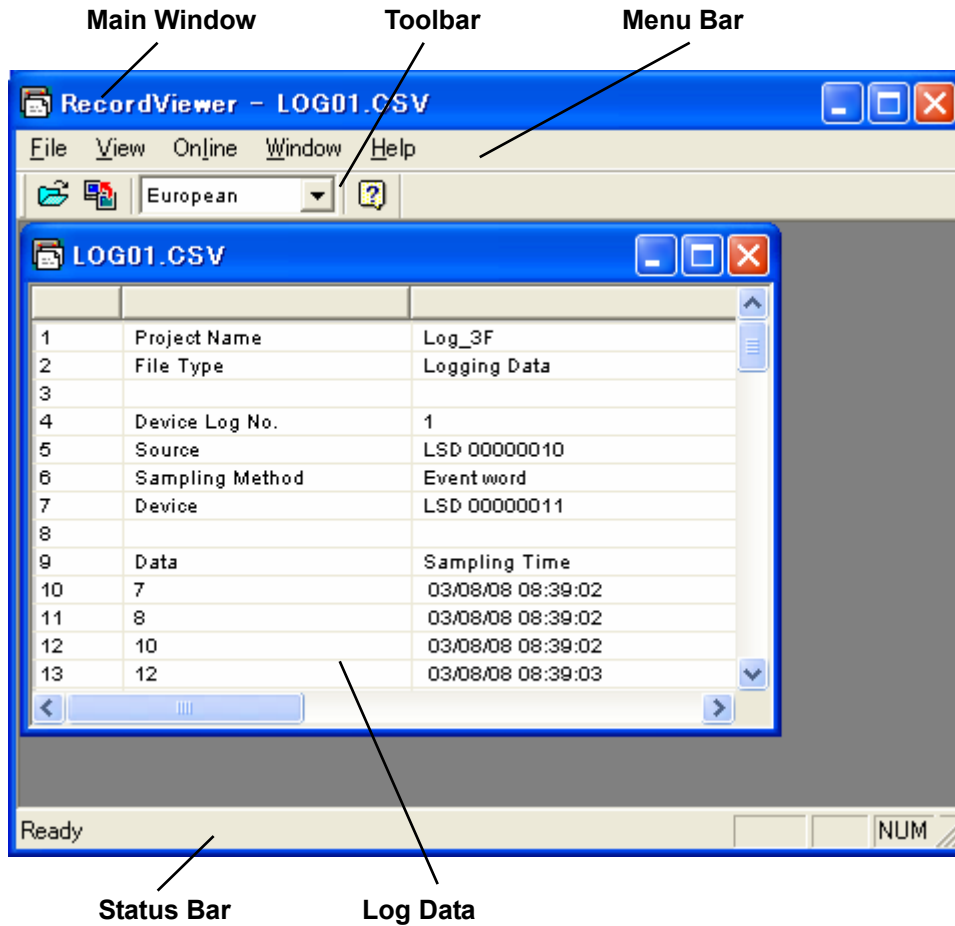 Main Window Toolbar Menu Bar
RecordViewer - LOG01.CSV
File View Online Window Help
European
LOG01.CSV
1 Project Name Log_3F
2 File Type Logging Data
3
4 Device Log No. 1
5 Source LSD 00000010
6 Sampling Method Event word
7 Device LSD 00000011
8
9 Data Sampling Time
10 7 03/08/08 08:39:02
11 8 03/08/08 08:39:02
12 10 03/08/08 08:39:02
13 12 03/08/08 08:39:03
Ready NUM
Status Bar Log Data